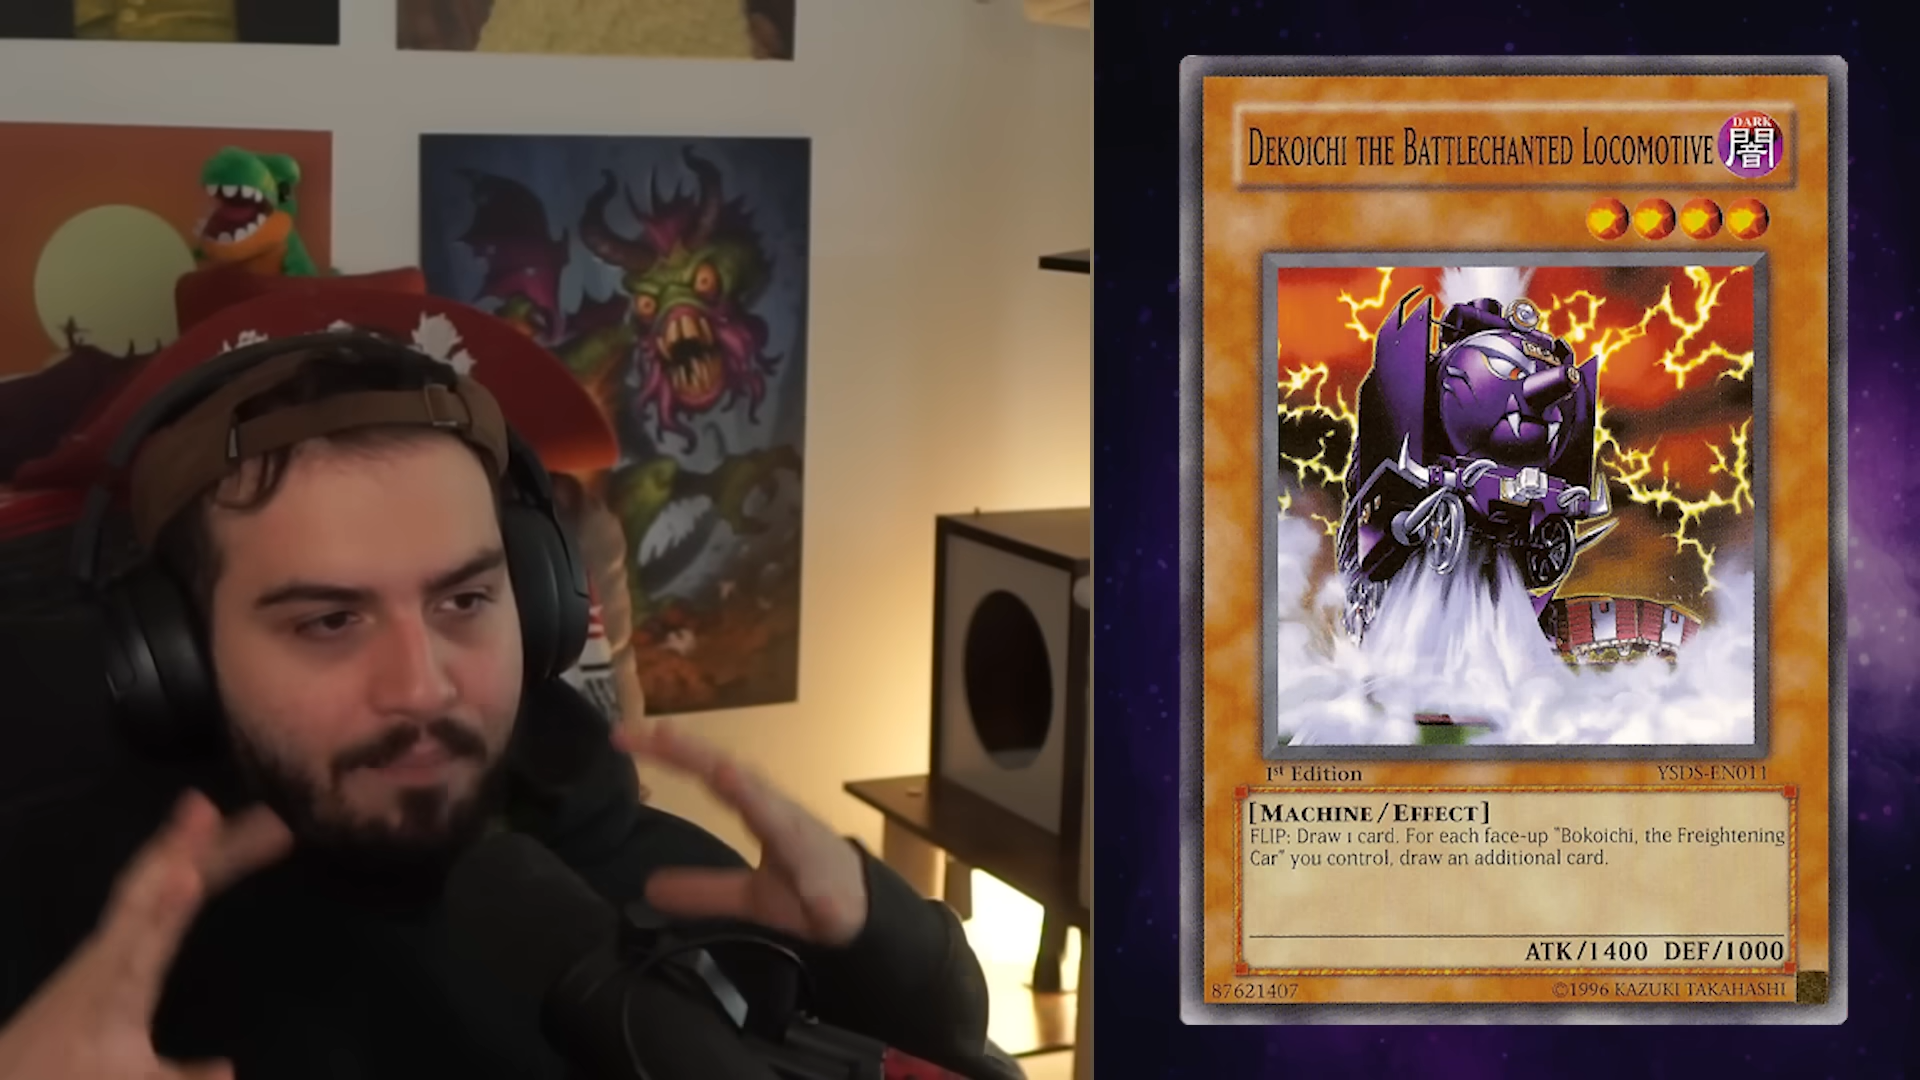 DEKOICHI THE BATTLECHANTED LOCOMOTIVE
DARK
闇
1st Edition
YSDS-EN011
[MACHINE/EFFECT]
FLIP: Draw 1 card. For each face-up "Bokoichi, the Freightening
Car" you control, draw an additional card.
ATK/1400 DEF/1000
87621407
©1996 KAZUKI TAKAHASHI